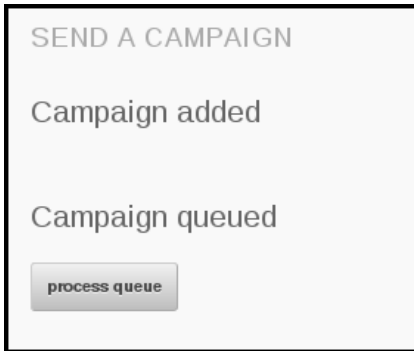 SEND A CAMPAIGN
Campaign added
Campaign queued
process queue